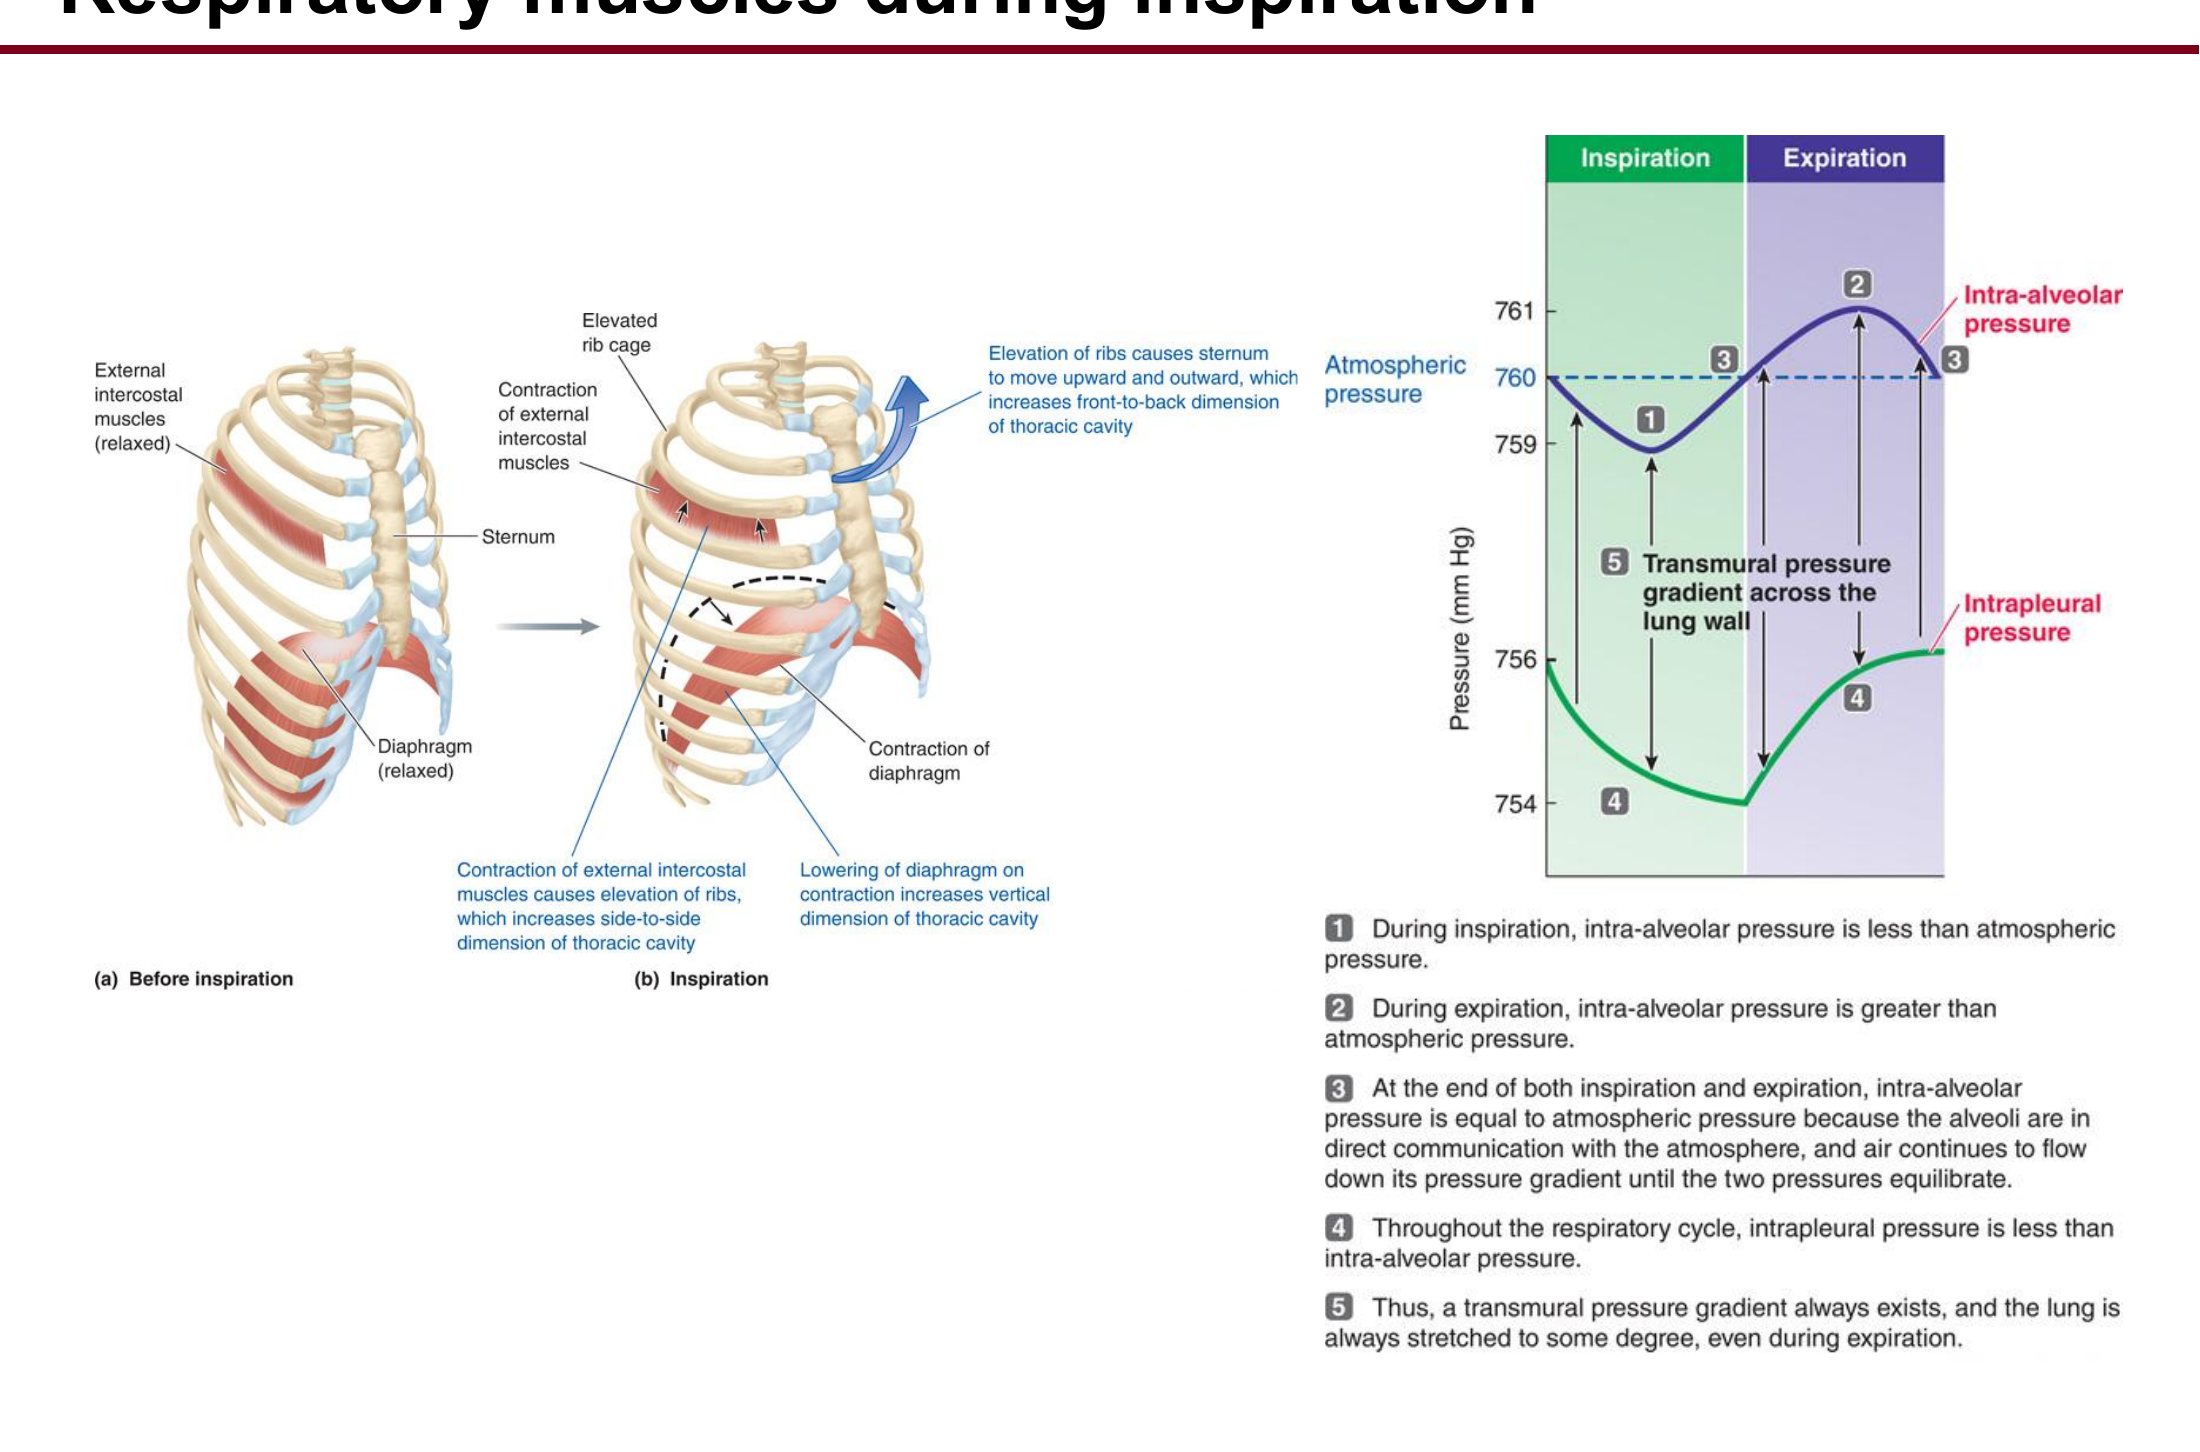 Respiratory muscles during inspiration
External
intercostal
muscles
(relaxed)
Sternum
Diaphragm
(relaxed)
(a) Before inspiration
Elevated
rib cage
Contraction
of external
intercostal
muscles
Elevation of ribs causes sternum
to move upward and outward, which
increases front-to-back dimension
of thoracic cavity
Contraction of
diaphragm
Contraction of external intercostal
muscles causes elevation of ribs,
which increases side-to-side
dimension of thoracic cavity
Lowering of diaphragm on
contraction increases vertical
dimension of thoracic cavity
(b) Inspiration
Inspiration
Expiration
Pressure (mm Hg)
761
Atmospheric
pressure
760
759
756
754
1
2
3
3
4
4
Intra-alveolar
pressure
5 Transmural pressure
gradient across the
lung wall
Intrapleural
pressure
1 During inspiration, intra-alveolar pressure is less than atmospheric
pressure.
2 During expiration, intra-alveolar pressure is greater than
atmospheric pressure.
3 At the end of both inspiration and expiration, intra-alveolar
pressure is equal to atmospheric pressure because the alveoli are in
direct communication with the atmosphere, and air continues to flow
down its pressure gradient until the two pressures equilibrate.
4 Throughout the respiratory cycle, intrapleural pressure is less than
intra-alveolar pressure.
5 Thus, a transmural pressure gradient always exists, and the lung is
always stretched to some degree, even during expiration.